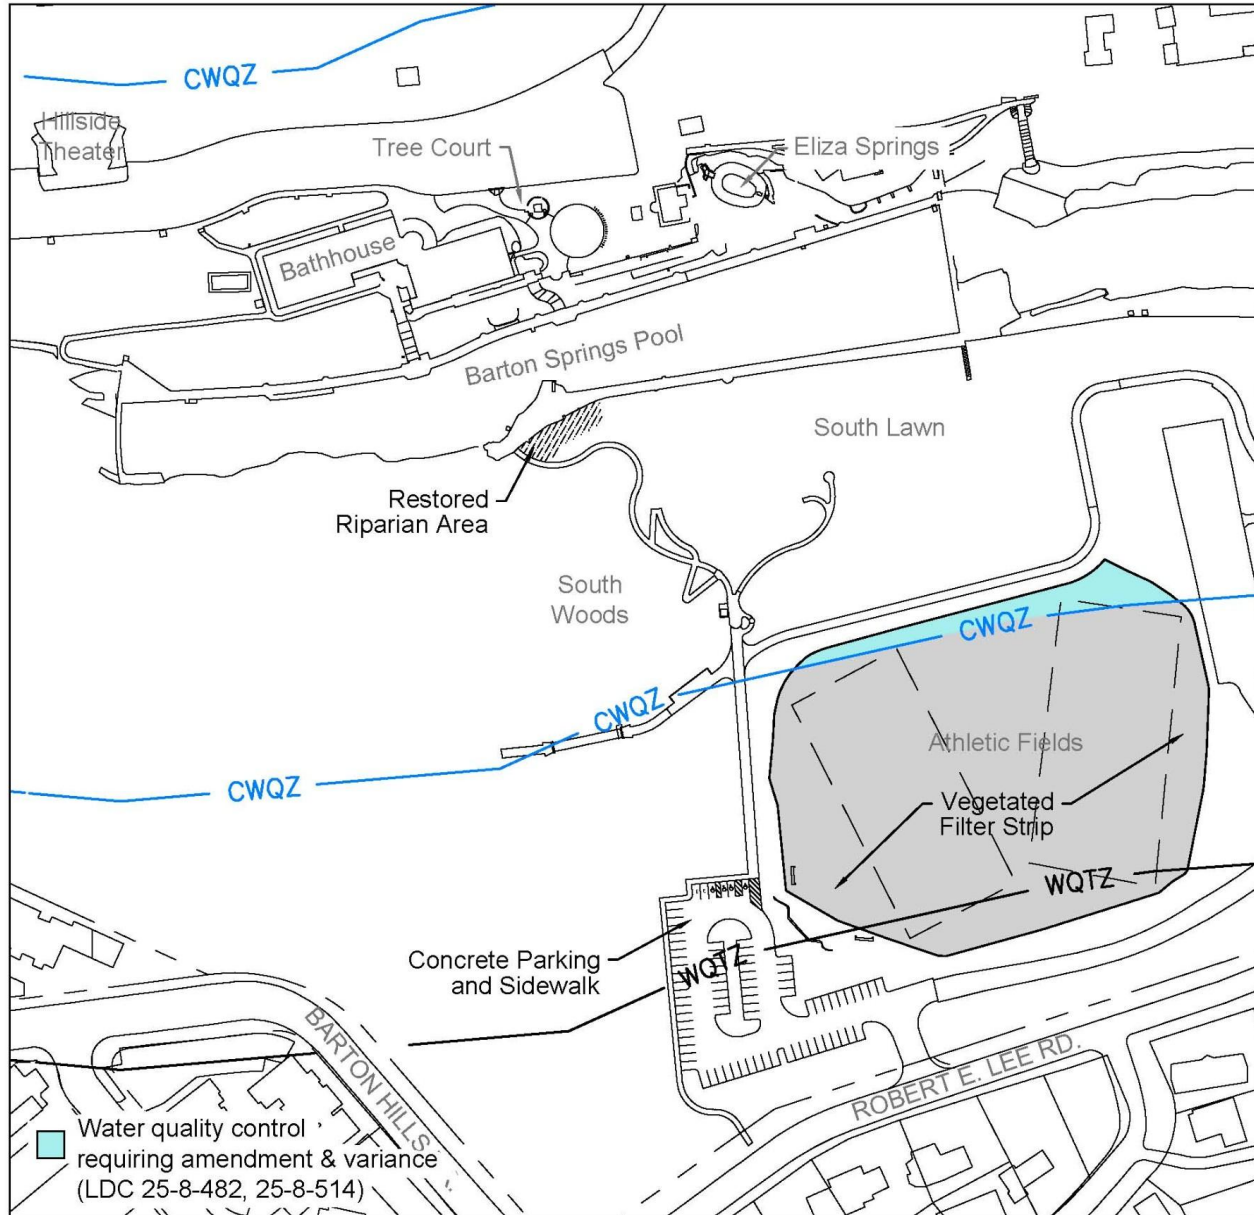 CWQZ
Hillside
Theater
Tree Court
Eliza Springs
Bathhouse
Barton Springs Pool
South Lawn
Restored
Riparian Area
South
Woods
CWQZ
CWQZ
CWQZ
Athletic Fields
Vegetated
Filter Strip
WQTZ
Concrete Parking
and Sidewalk
WQTZ
BARTON HILLS
ROBERT E. LEE RD.
Water quality control
requiring amendment & variance
(LDC 25-8-482, 25-8-514)